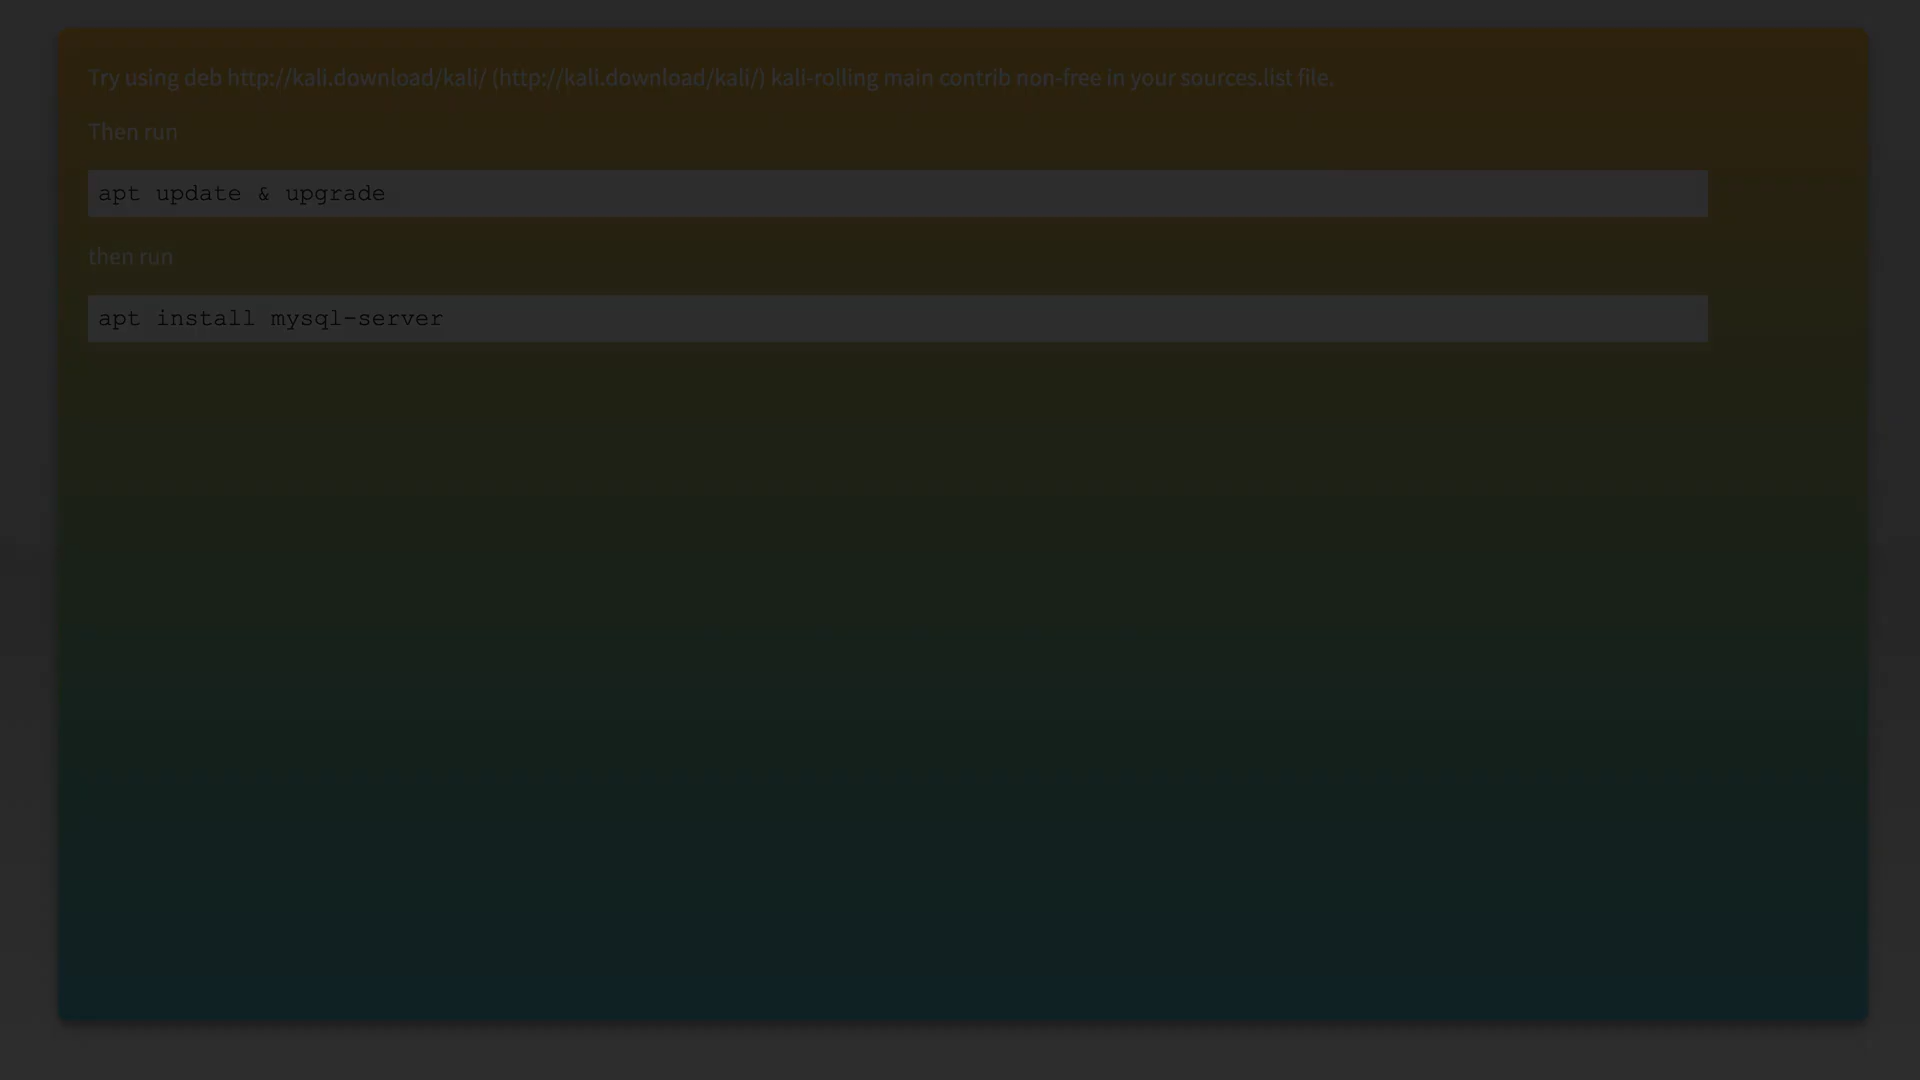 Try using deb http://kali.download/kali/ (http://kali.download/kali/) kali-rolling main contrib non-free in your sources.list file.
Then run
apt update & upgrade
then run
apt install mysql-server